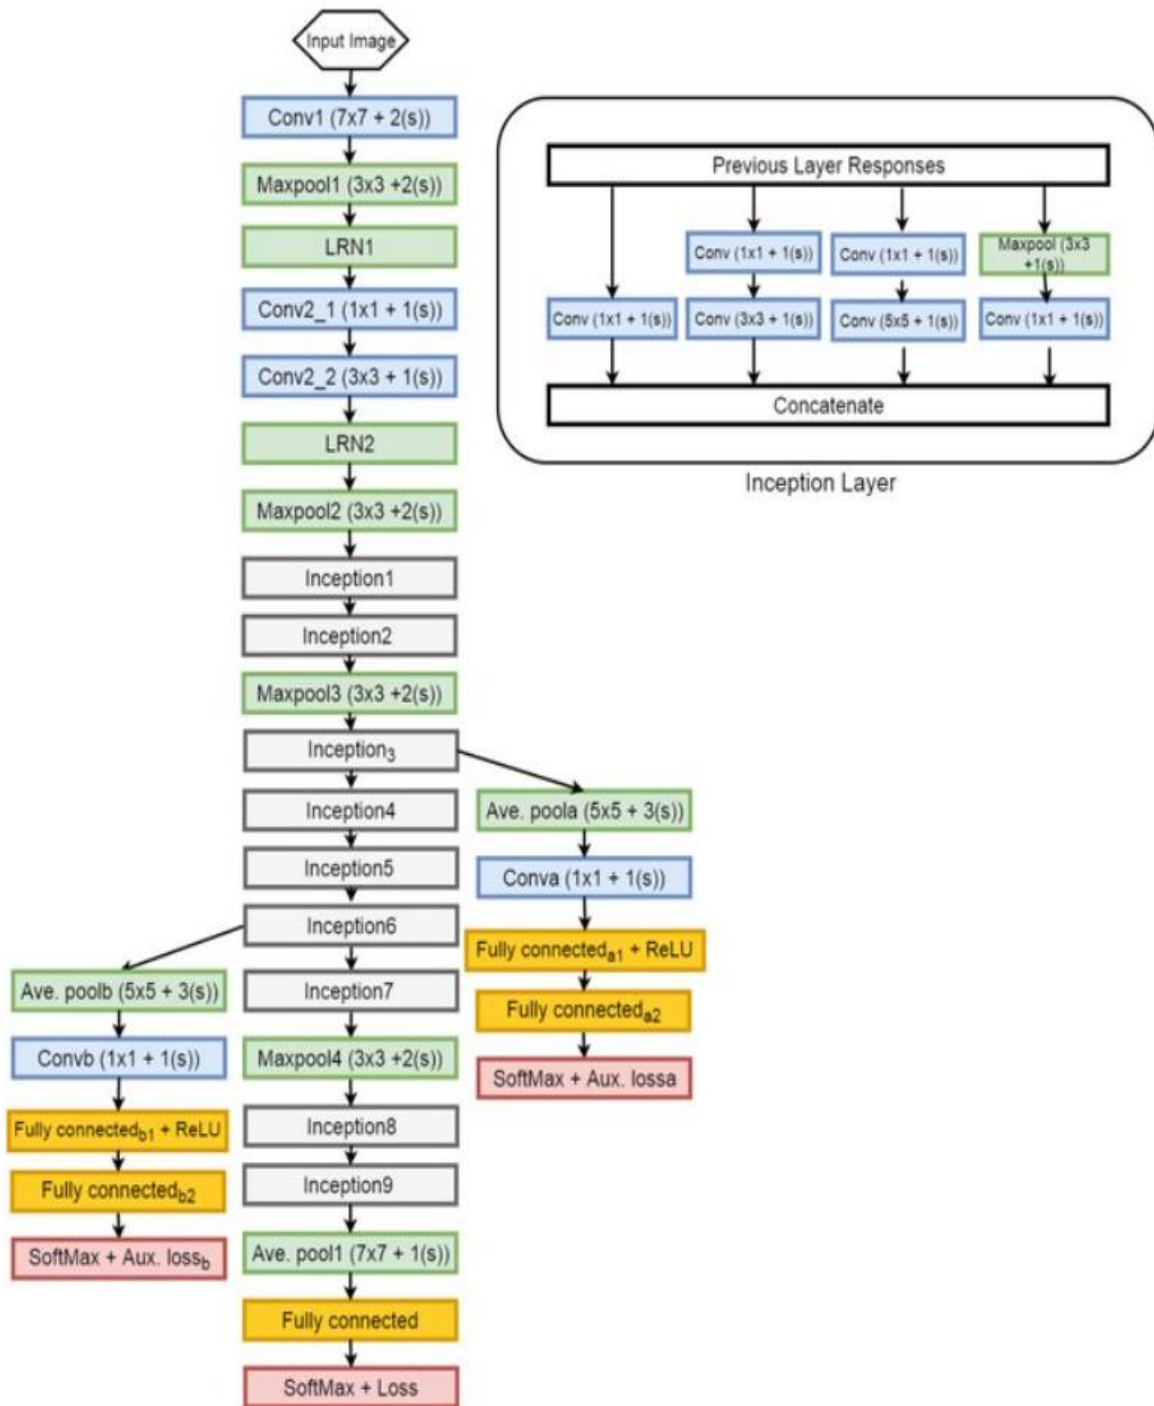 Input Image
Conv1 (7x7 + 2(s))
Maxpool1 (3x3 +2(s))
LRN1
Conv2_1 (1x1 + 1(s))
Conv2_2 (3x3 + 1(s))
LRN2
Maxpool2 (3x3 +2(s))
Inception1
Inception2
Maxpool3 (3x3 +2(s))
Inception3
Inception4
Inception5
Inception6
Inception7
Maxpool4 (3x3 +2(s))
Inception8
Inception9
Ave. pool1 (7x7 + 1(s))
Fully connected
SoftMax + Loss
Ave. poola (5x5 + 3(s))
Conva (1x1 + 1(s))
Fully connecteda1 + ReLU
Fully connecteda2
SoftMax + Aux. lossa
Ave. poolb (5x5 + 3(s))
Convb (1x1 + 1(s))
Fully connectedb1 + ReLU
Fully connectedb2
SoftMax + Aux. lossb
Previous Layer Responses
Conv (1x1 + 1(s))
Conv (1x1 + 1(s))
Maxpool (3x3
+1(s))
Conv (1x1 + 1(s))
Conv (3x3 + 1(s))
Conv (5x5 + 1(s))
Conv (1x1 + 1(s))
Concatenate
Inception Layer